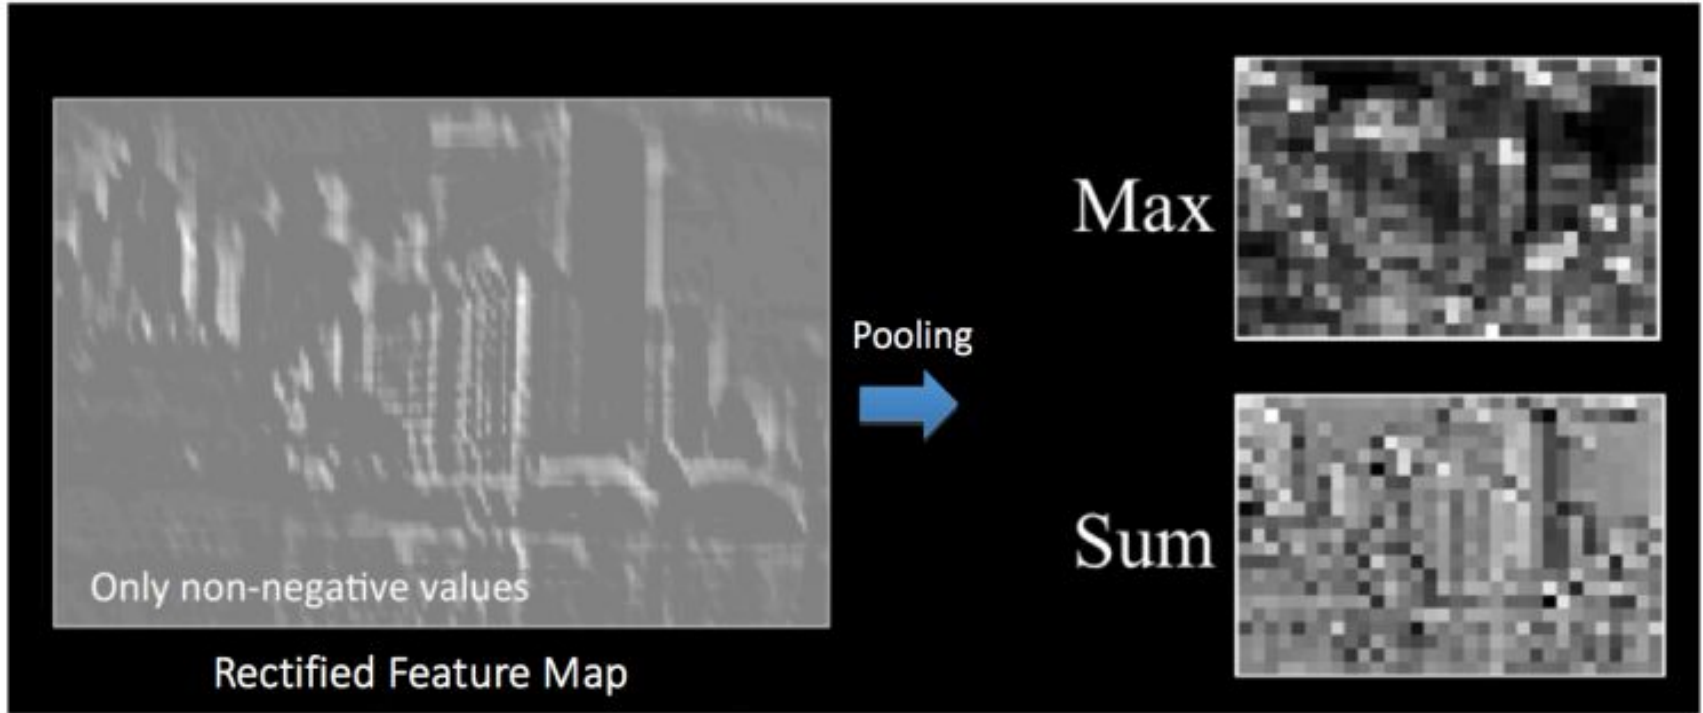 Only non-negative values
Rectified Feature Map
Pooling
Max
Sum